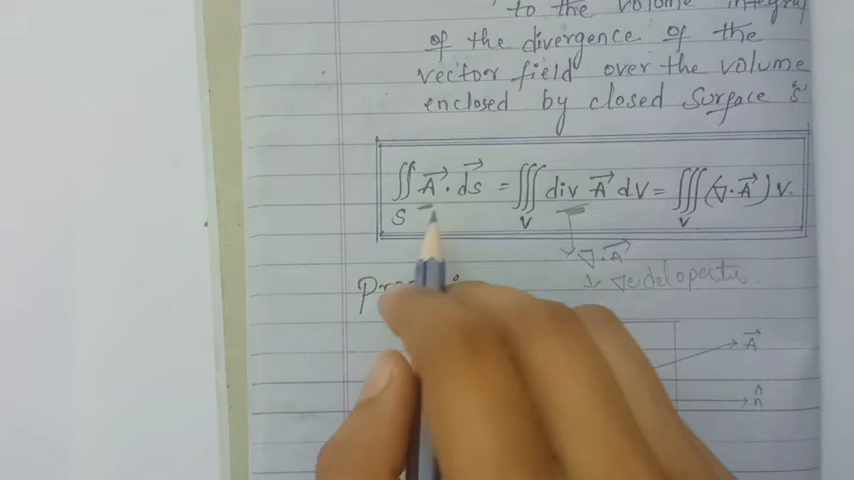 to the volume integral
of the divergence of the
vector field over the volume
enclosed by closed surface 's'
∬ A⃗ · ds⃗ = ∭ div A⃗ dV = ∭ (∇·A⃗) V.
S V V
∇·A⃗
∇ del operator
A⃗
n̂